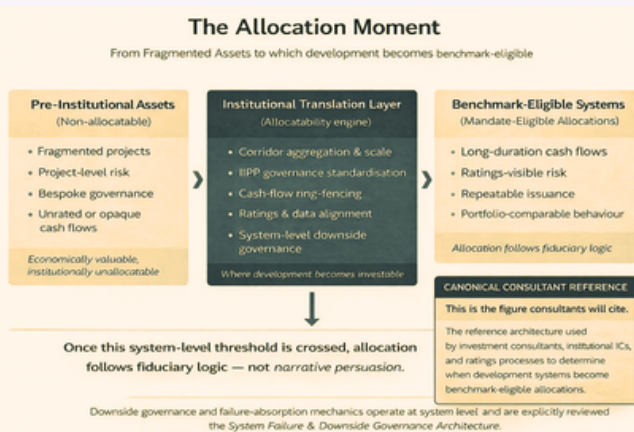 The Allocation Moment
From Fragmented Assets to which development becomes benchmark-eligible
Pre-Institutional Assets
(Non-allocatable)
• Fragmented projects
• Project-level risk
• Bespoke governance
• Unrated or opaque
cash flows
Economically valuable,
institutionally unallocatable
Institutional Translation Layer
(Allocatability engine)
• Corridor aggregation & scale
• IIPP governance standardisation
• Cash-flow ring-fencing
• Ratings & data alignment
• System-level downside
governance
Where development becomes investable
Benchmark-Eligible Systems
(Mandate-Eligible Allocations)
• Long-duration cash flows
• Ratings-visible risk
• Repeatable issuance
• Portfolio-comparable behaviour
Allocation follows fiduciary logic
CANONICAL CONSULTANT REFERENCE
This is the figure consultants will cite.
The reference architecture used
by investment consultants, institutional ICs,
and ratings processes to determine
when development systems become
benchmark-eligible allocations.
Once this system-level threshold is crossed, allocation
follows fiduciary logic — not narrative persuasion.
Downside governance and failure-absorption mechanics operate at system level and are explicitly reviewed
the System Failure & Downside Governance Architecture.